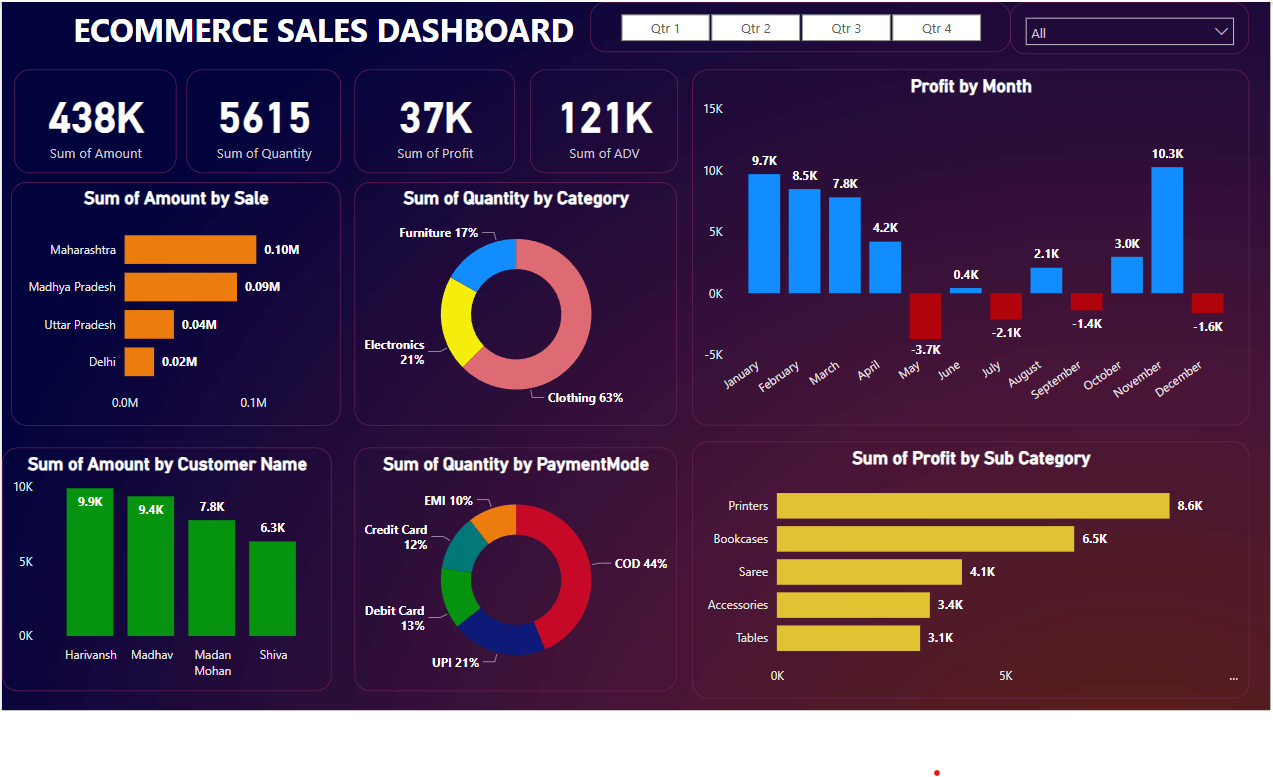 ECOMMERCE SALES DASHBOARD
Qtr 1
Qtr 2
Qtr 3
Qtr 4
All
438K
Sum of Amount
5615
Sum of Quantity
37K
Sum of Profit
121K
Sum of ADV
Profit by Month
15K
10K
5K
0K
-5K
9.7K
8.5K
7.8K
4.2K
-3.7K
0.4K
-2.1K
2.1K
-1.4K
3.0K
10.3K
-1.6K
January
February
March
April
May
June
July
August
September
October
November
December
Sum of Amount by Sale
Maharashtra
0.10M
Madhya Pradesh
0.09M
Uttar Pradesh
0.04M
Delhi
0.02M
0.0M
0.1M
Sum of Quantity by Category
Furniture 17%
Electronics
21%
Clothing 63%
Sum of Amount by Customer Name
10K
5K
0K
9.9K
9.4K
7.8K
6.3K
Harivansh
Madhav
Madan
Mohan
Shiva
Sum of Quantity by PaymentMode
EMI 10%
Credit Card
12%
COD 44%
Debit Card
13%
UPI 21%
Sum of Profit by Sub Category
Printers
8.6K
Bookcases
6.5K
Saree
4.1K
Accessories
3.4K
Tables
3.1K
0K
5K
...